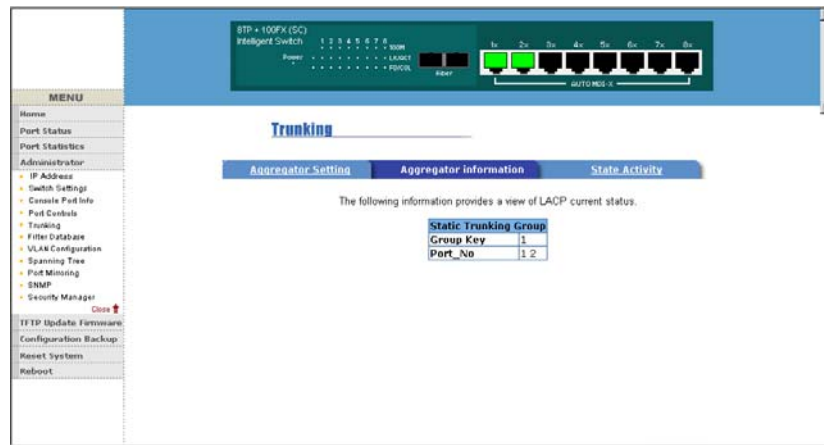 8TP + 100FX (SC)
Intelligent Switch
1 2 3 4 5 6 7 8
100M
Power
LK/ACT
FD/COL
Fiber
1x 2x 3x 4x 5x 6x 7x 8x
AUTO MDI-X
MENU
Home
Port Status
Port Statistics
Administrator
IP Address
Switch Settings
Console Port Info
Port Controls
Trunking
Filter Database
VLAN Configuration
Spanning Tree
Port Mirroring
SNMP
Security Manager
Close
TFTP Update Firmware
Configuration Backup
Reset System
Reboot
Trunking
Aggregator Setting
Aggregator information
State Activity
The following information provides a view of LACP current status.
Static Trunking Group
Group Key 1
Port_No 1 2